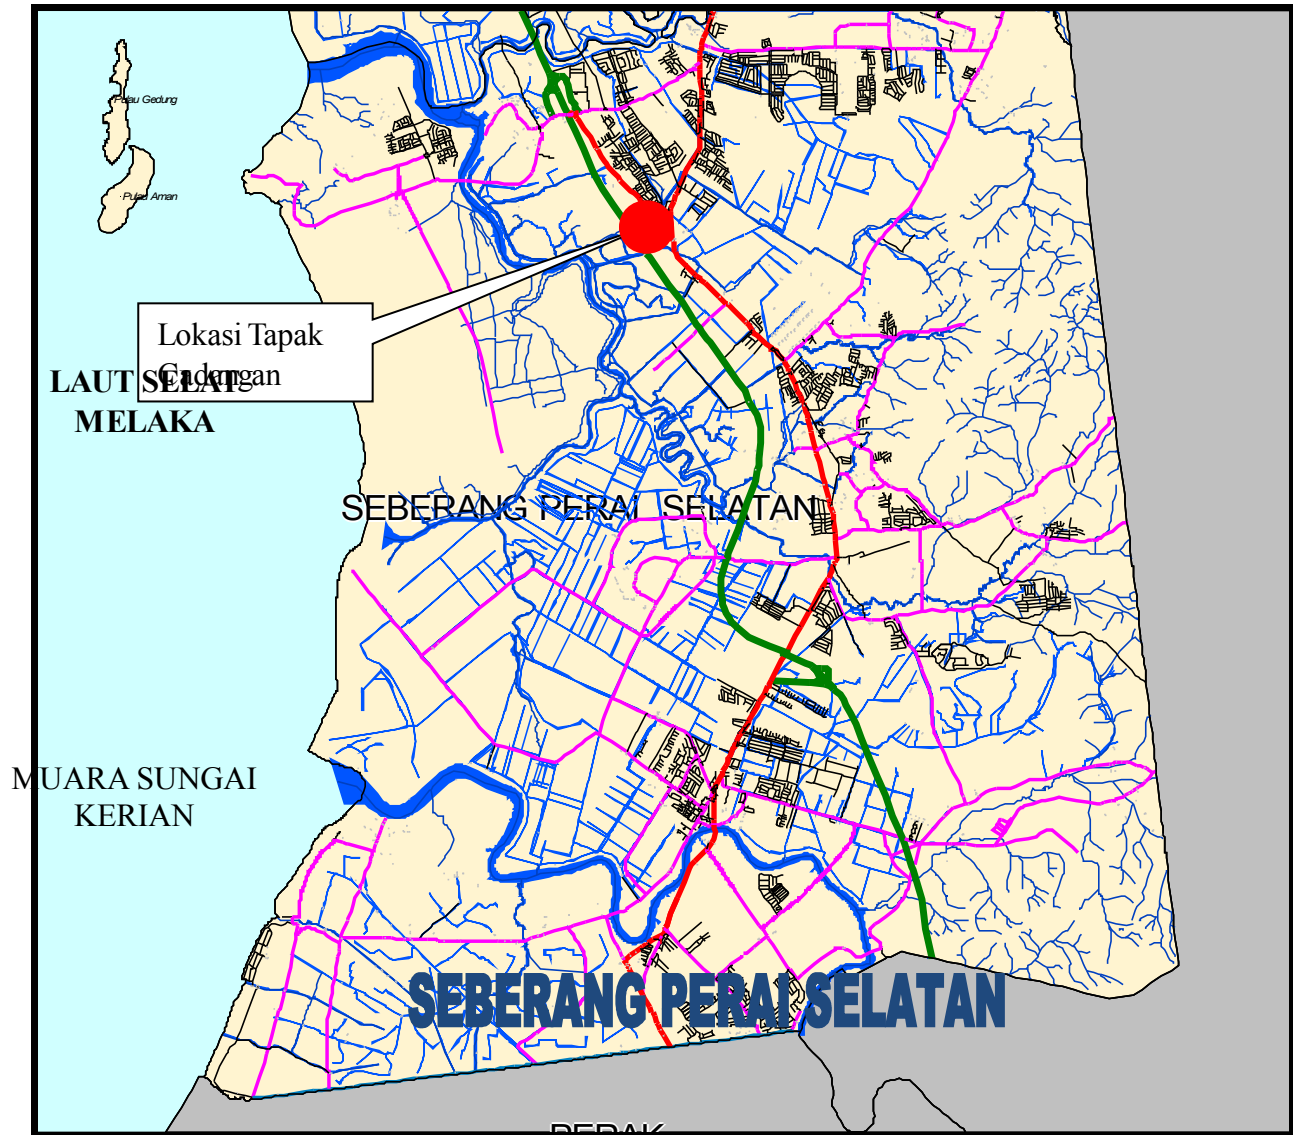 Pulau Gedung
Pulau Aman
Lokasi Tapak
Cadangan
LAUT SELAT
MELAKA
SEBERANG PERAI SELATAN
MUARA SUNGAI
KERIAN
SEBERANG PERAI SELATAN
PERAK